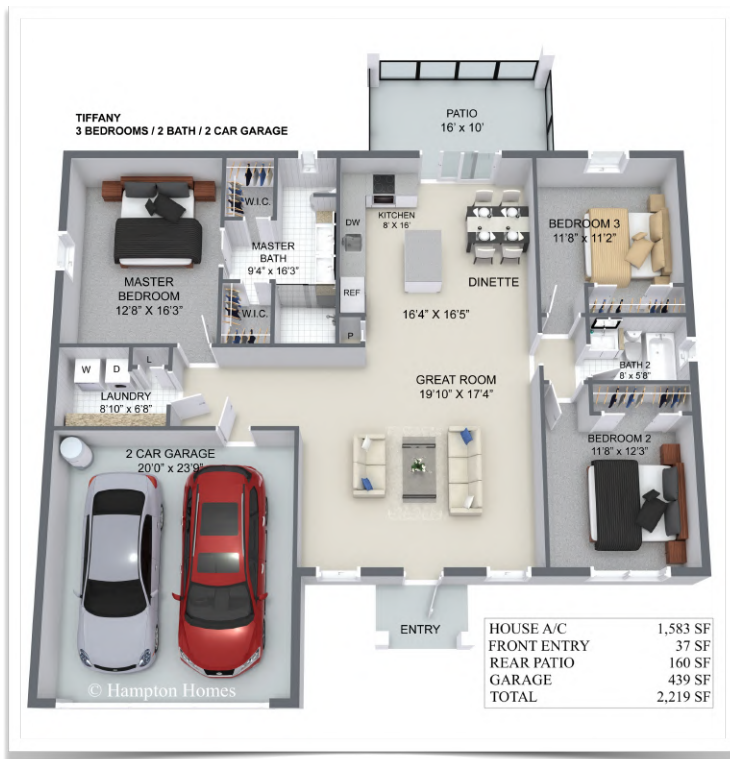 TIFFANY
3 BEDROOMS / 2 BATH / 2 CAR GARAGE
PATIO
16' x 10'
W.I.C.
KITCHEN
8' X 16'
DW
REF
P
DINETTE
BEDROOM 3
11'8" x 11'2"
MASTER
BATH
9'4" x 16'3"
MASTER
BEDROOM
12'8" X 16'3"
W.I.C.
16'4" X 16'5"
L
W
D
LAUNDRY
8'10" x 6'8"
GREAT ROOM
19'10" X 17'4"
BATH 2
8' x 5'8"
BEDROOM 2
11'8" x 12'3"
2 CAR GARAGE
20'0" x 23'9"
ENTRY
HOUSE A/C 1,583 SF
FRONT ENTRY 37 SF
REAR PATIO 160 SF
GARAGE 439 SF
TOTAL 2,219 SF
© Hampton Homes